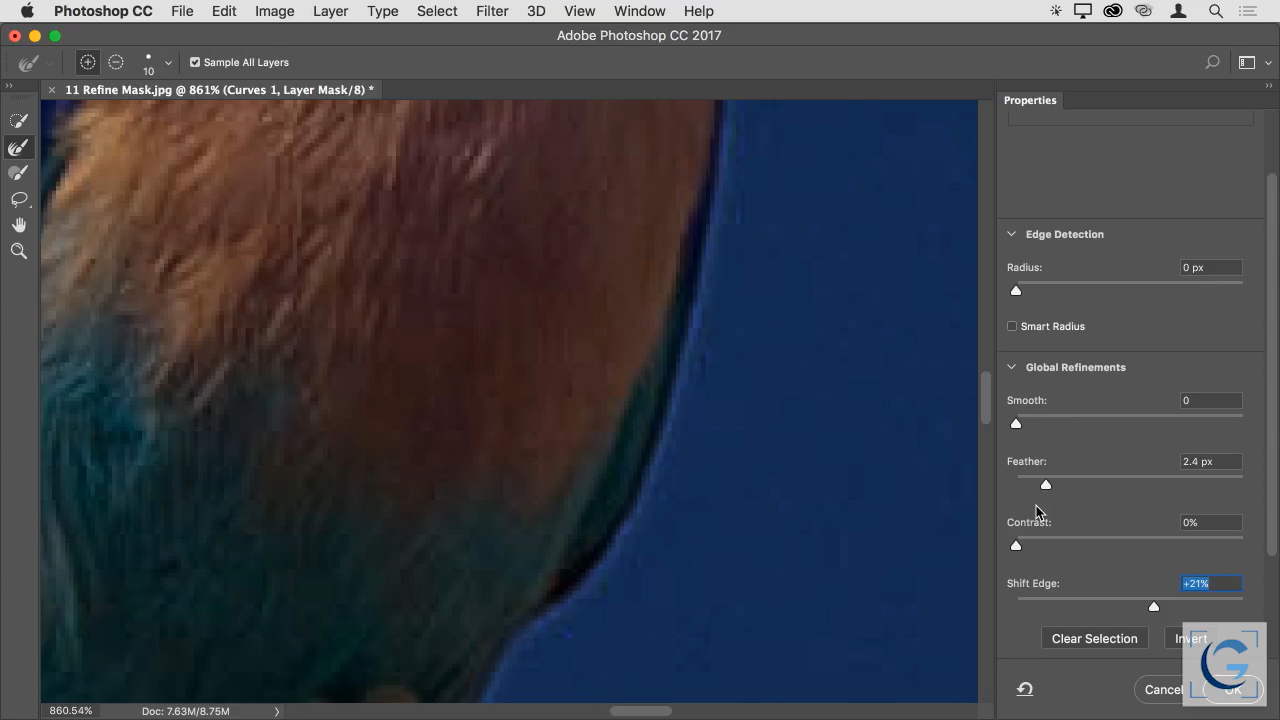 Photoshop CC File Edit Image Layer Type Select Filter 3D View Window Help
Adobe Photoshop CC 2017
10 Sample All Layers
11 Refine Mask.jpg @ 861% (Curves 1, Layer Mask/8) *
Properties
Edge Detection
Radius: 0 px
Smart Radius
Global Refinements
Smooth: 0
Feather: 2.4 px
Contrast: 0%
Shift Edge: +21%
Clear Selection Invert
Cancel OK
860.54% Doc: 7.63M/8.75M